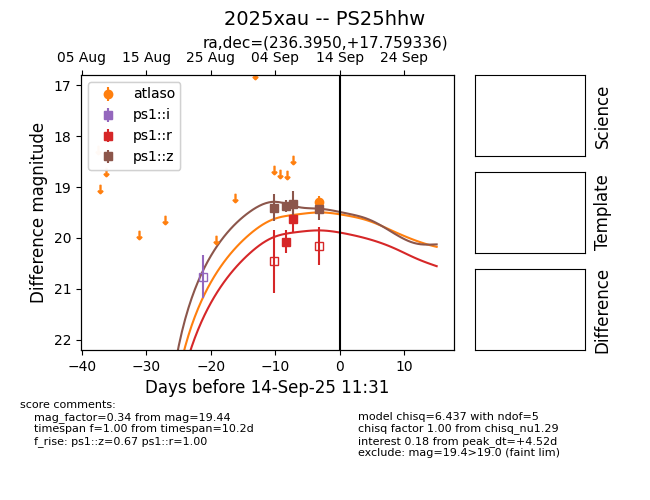 2025xau -- PS25hhw
ra,dec=(236.3950,+17.759336)
05 Aug 15 Aug 25 Aug 04 Sep 14 Sep 24 Sep
17
18
19
20
21
22
Difference magnitude
atlaso
ps1::i
ps1::r
ps1::z
−40 −30 −20 −10 0 10
Days before 14-Sep-25 11:31
Science
Template
Difference
score comments:
mag_factor=0.34 from mag=19.44
timespan f=1.00 from timespan=10.2d
f_rise: ps1::z=0.67 ps1::r=1.00
model chisq=6.437 with ndof=5
chisq factor 1.00 from chisq_nu1.29
interest 0.18 from peak_dt=+4.52d
exclude: mag=19.4>19.0 (faint lim)